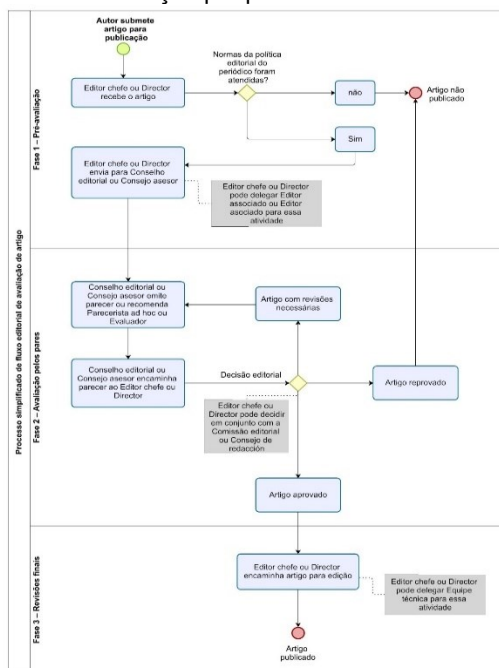 Autor submete
artigo para
publicação
Normas da política
editorial do
periódico foram
atendidas?
Editor chefe ou Director
recebe o artigo
não
Artigo não
publicado
Sim
Editor chefe ou Director
envia para Conselho
editorial ou Consejo asesor
Editor chefe ou Director
pode delegar Editor
associado ou Editor
asociado para essa
atividade
Fase 1 – Pré-avaliação
Processo simplificado de fluxo editorial de avaliação de artigo
Conselho editorial ou
Consejo asesor emite
parecer ou recomenda
Parecerista ad hoc ou
Evaluador
Artigo com revisões
necessárias
Conselho editorial ou
Consejo asesor encaminha
parecer ao Editor chefe ou
Director
Decisão editorial
Artigo reprovado
Editor chefe ou
Director pode decidir
em conjunto com a
Comissão editorial
ou Consejo de
redacción
Artigo aprovado
Fase 2 – Avaliação pelos pares
Editor chefe ou Director
encaminha artigo para edição
Editor chefe ou Director
pode delegar Equipe
técnica para essa
atividade
Artigo
publicado
Fase 3 – Revisões finais